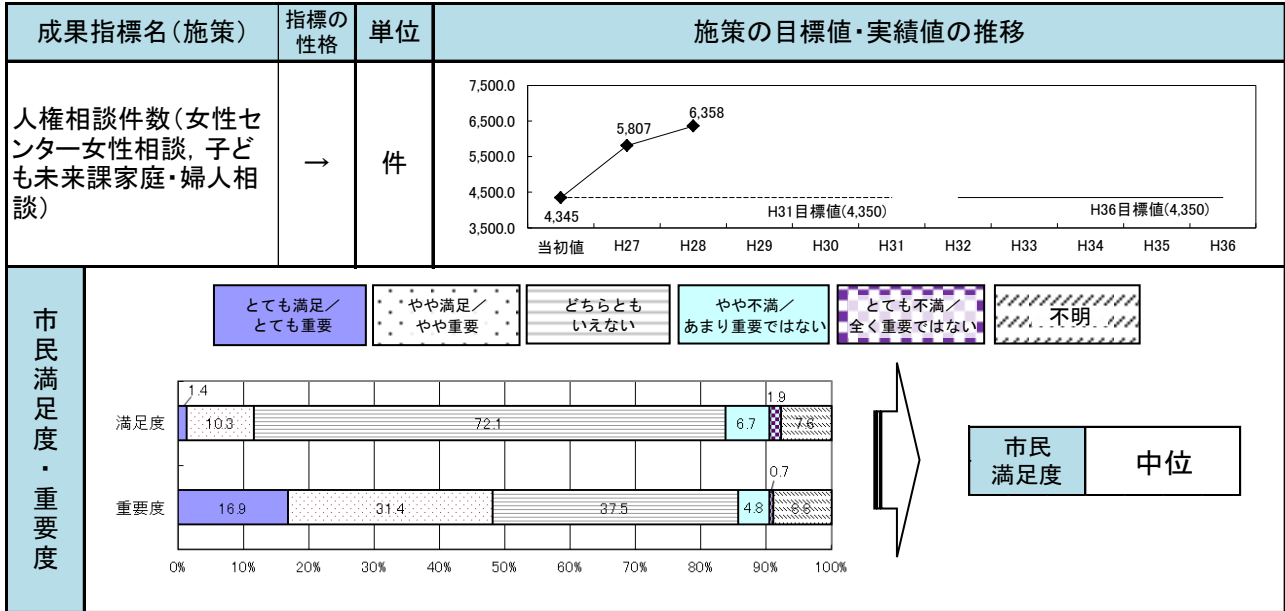 成果指標名(施策)
指標の
性格
単位
施策の目標値・実績値の推移
人権相談件数(女性セ
ンター女性相談, 子ど
も未来課家庭・婦人相
談)
→
件
7,500.0
6,500.0
5,500.0
4,500.0
3,500.0
4,345
5,807
6,358
H31目標値(4,350)
H36目標値(4,350)
当初値
H27
H28
H29
H30
H31
H32
H33
H34
H35
H36
市民満足度・重要度
とても満足/
とても重要
やや満足/
やや重要
どちらとも
いえない
やや不満/
あまり重要ではない
とても不満/
全く重要ではない
不明
満足度
1.4
10.3
72.1
6.7
1.9
7.6
重要度
16.9
31.4
37.5
4.8
0.7
0%
10%
20%
30%
40%
50%
60%
70%
80%
90%
100%
市民
満足度
中位